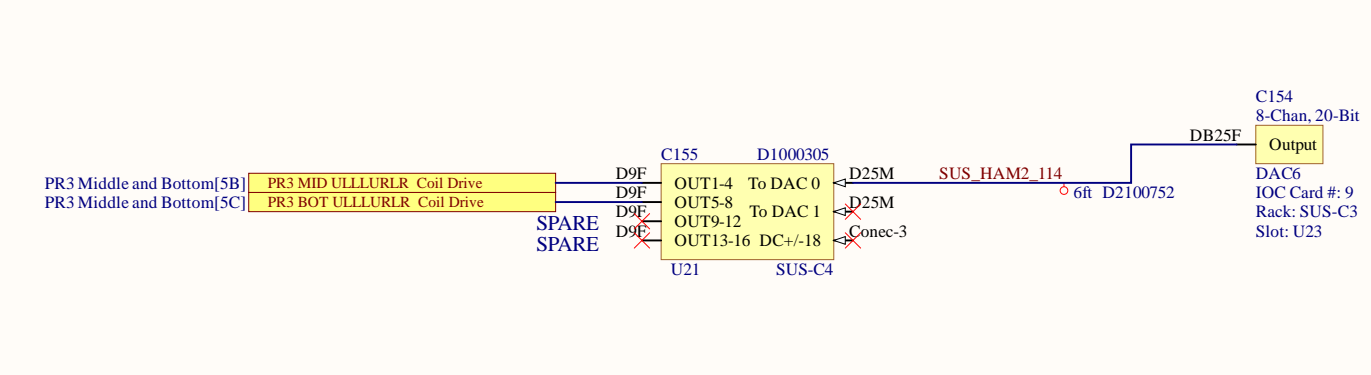 C154
8-Chan, 20-Bit
DB25F
Output
DAC6
IOC Card #: 9
Rack: SUS-C3
Slot: U23
C155 D1000305
PR3 Middle and Bottom[5B] PR3 MID ULLLURLR Coil Drive D9F OUT1-4 To DAC 0 D25M SUS_HAM2_114
6ft D2100752
PR3 Middle and Bottom[5C] PR3 BOT ULLLURLR Coil Drive D9F OUT5-8
To DAC 1 D25M
SPARE D9F OUT9-12
SPARE D9F OUT13-16 DC+/-18 Conec-3
U21 SUS-C4